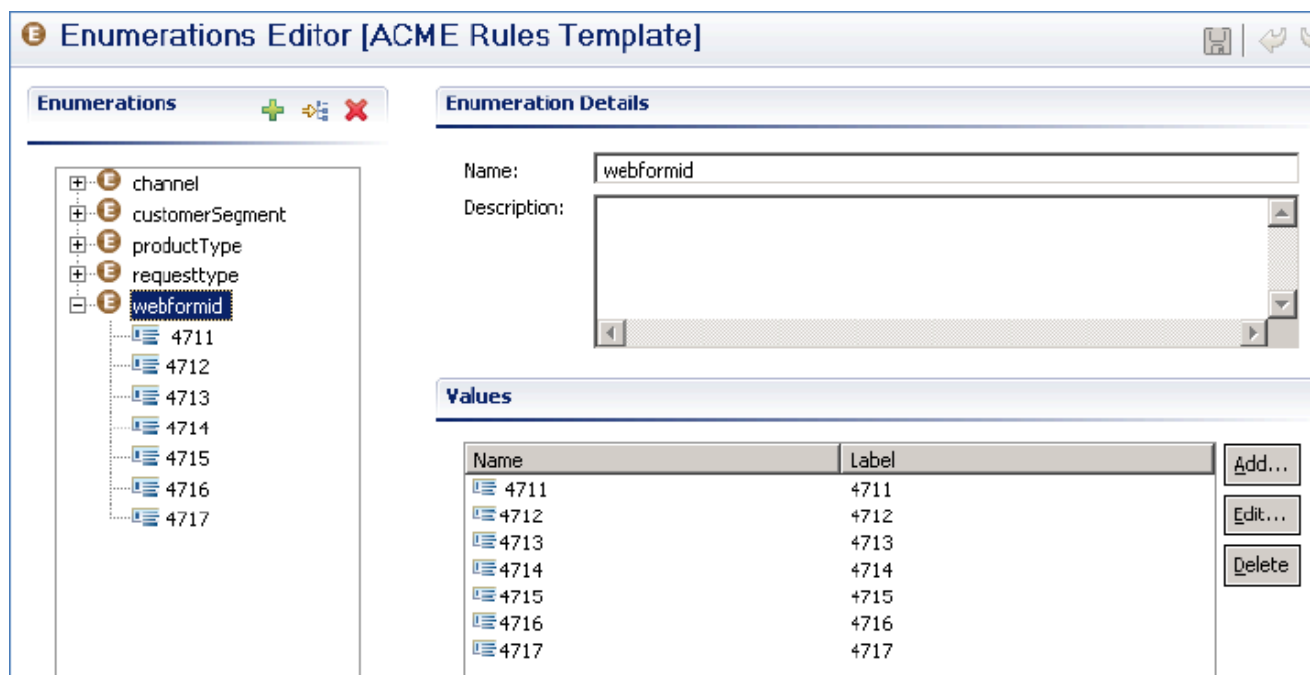 Enumerations Editor [ACME Rules Template]
Enumerations
channel
customerSegment
productType
requesttype
webformid
4711
4712
4713
4714
4715
4716
4717
Enumeration Details
Name: webformid
Description:
Values
Name Label
4711 4711
4712 4712
4713 4713
4714 4714
4715 4715
4716 4716
4717 4717
Add...
Edit...
Delete